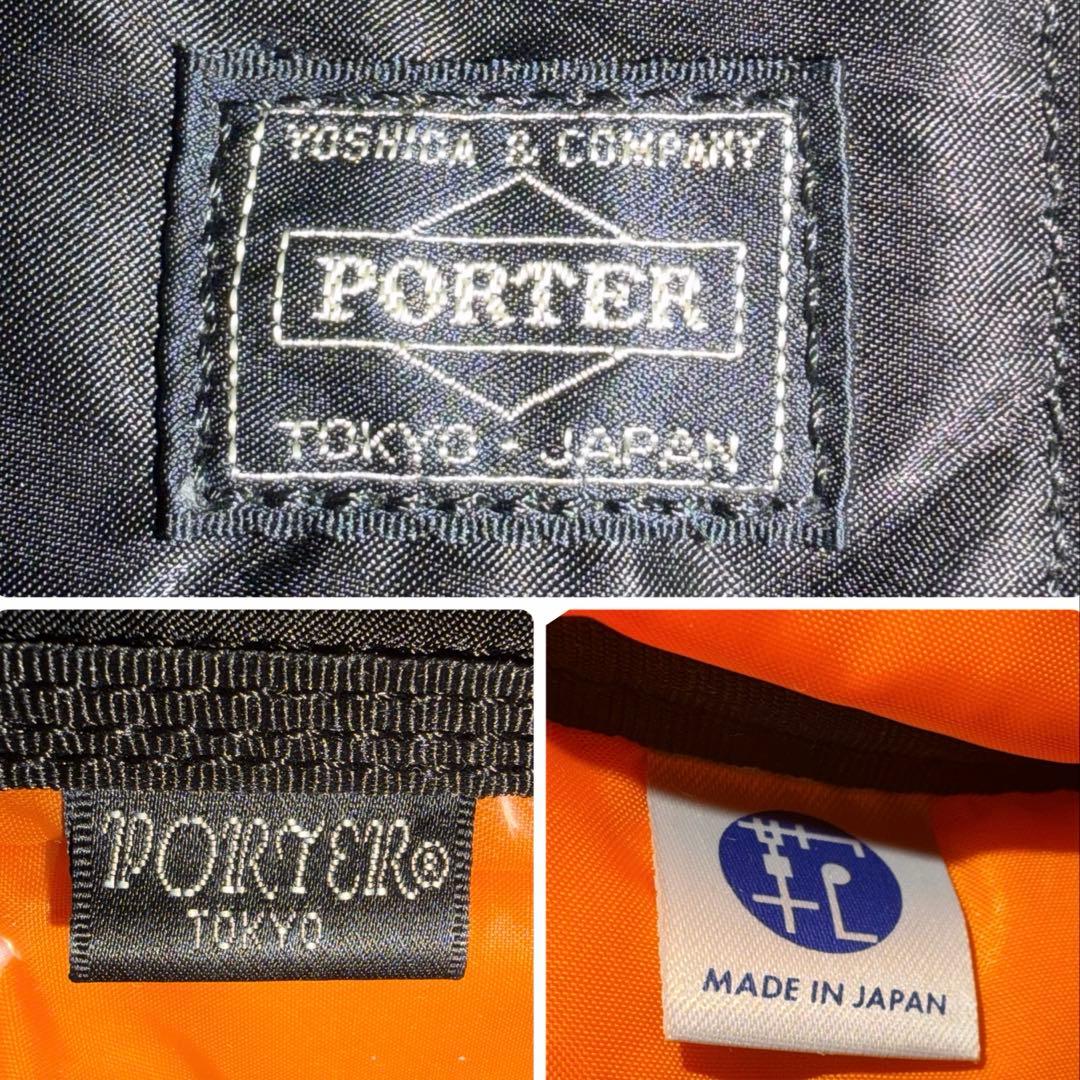 YOSHIDA & COMPANY
PORTER
TOKYO・JAPAN
PORTER®
TOKYO
MADE IN JAPAN